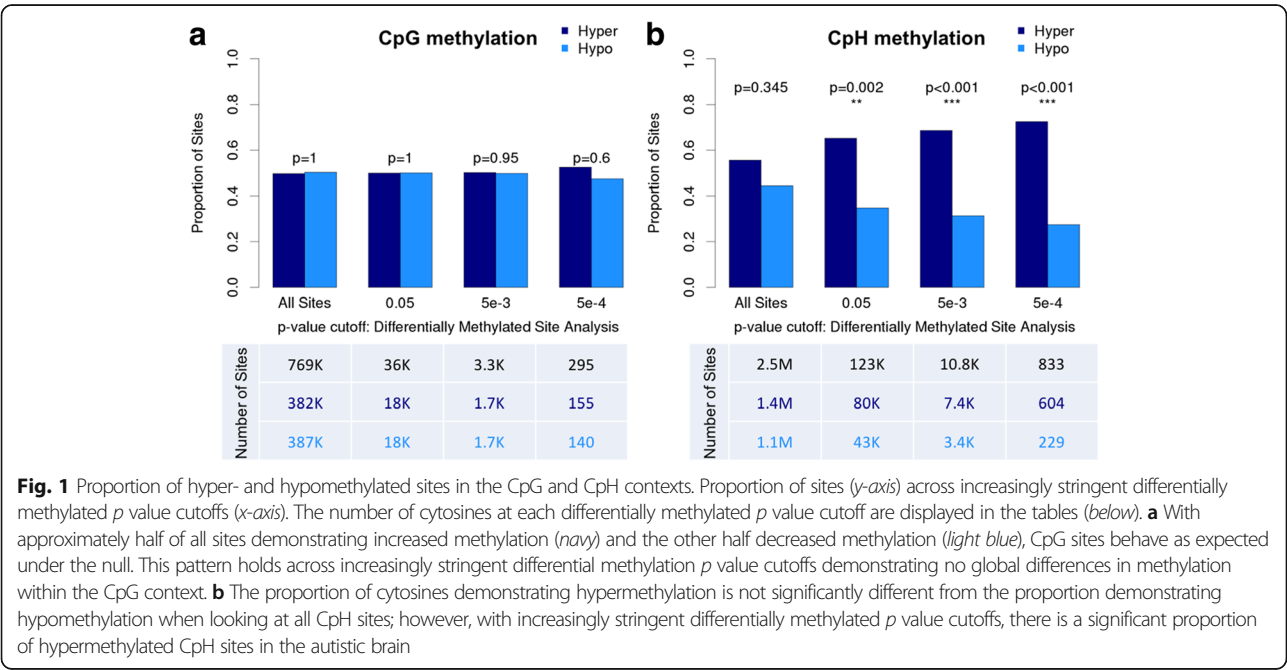 a
CpG methylation
Hyper
Hypo
Proportion of Sites
1.0
0.8
0.6
0.4
0.2
0.0
p=1
p=1
p=0.95
p=0.6
All Sites 0.05 5e-3 5e-4
p-value cutoff: Differentially Methylated Site Analysis
Number of Sites
769K 36K 3.3K 295
382K 18K 1.7K 155
387K 18K 1.7K 140
b
CpH methylation
Hyper
Hypo
Proportion of Sites
1.0
0.8
0.6
0.4
0.2
0.0
p=0.345 p=0.002 p<0.001 p<0.001
** *** ***
All Sites 0.05 5e-3 5e-4
p-value cutoff: Differentially Methylated Site Analysis
Number of Sites
2.5M 123K 10.8K 833
1.4M 80K 7.4K 604
1.1M 43K 3.4K 229
Fig. 1 Proportion of hyper- and hypomethylated sites in the CpG and CpH contexts. Proportion of sites (y-axis) across increasingly stringent differentially
methylated p value cutoffs (x-axis). The number of cytosines at each differentially methylated p value cutoff are displayed in the tables (below). a With
approximately half of all sites demonstrating increased methylation (navy) and the other half decreased methylation (light blue), CpG sites behave as expected
under the null. This pattern holds across increasingly stringent differential methylation p value cutoffs demonstrating no global differences in methylation
within the CpG context. b The proportion of cytosines demonstrating hypermethylation is not significantly different from the proportion demonstrating
hypomethylation when looking at all CpH sites; however, with increasingly stringent differentially methylated p value cutoffs, there is a significant proportion
of hypermethylated CpH sites in the autistic brain